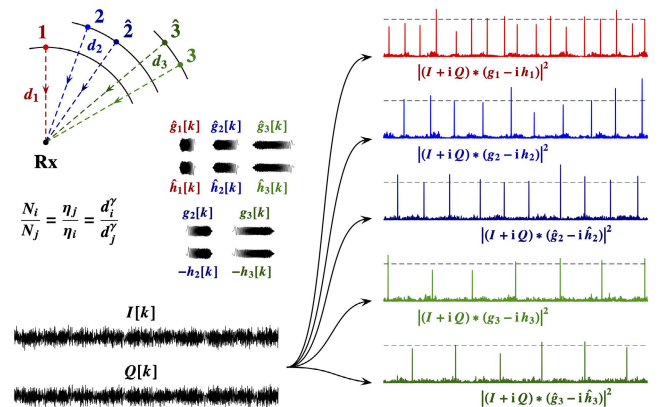 1
2
2̂
3̂
3
d₁
d₂
d₃
Rx
ĝ₁[k] ĝ₂[k] ĝ₃[k]
ĥ₁[k] ĥ₂[k] ĥ₃[k]
Nᵢ/Nⱼ = ηⱼ/ηᵢ = dᵢ^γ/dⱼ^γ
g₂[k] g₃[k]
−h₂[k] −h₃[k]
I[k]
Q[k]
|(I + i Q) ∗ (g₁ − i h₁)|²
|(I + i Q) ∗ (g₂ − i h₂)|²
|(I + i Q) ∗ (ĝ₂ − i ĥ₂)|²
|(I + i Q) ∗ (g₃ − i h₃)|²
|(I + i Q) ∗ (ĝ₃ − i ĥ₃)|²